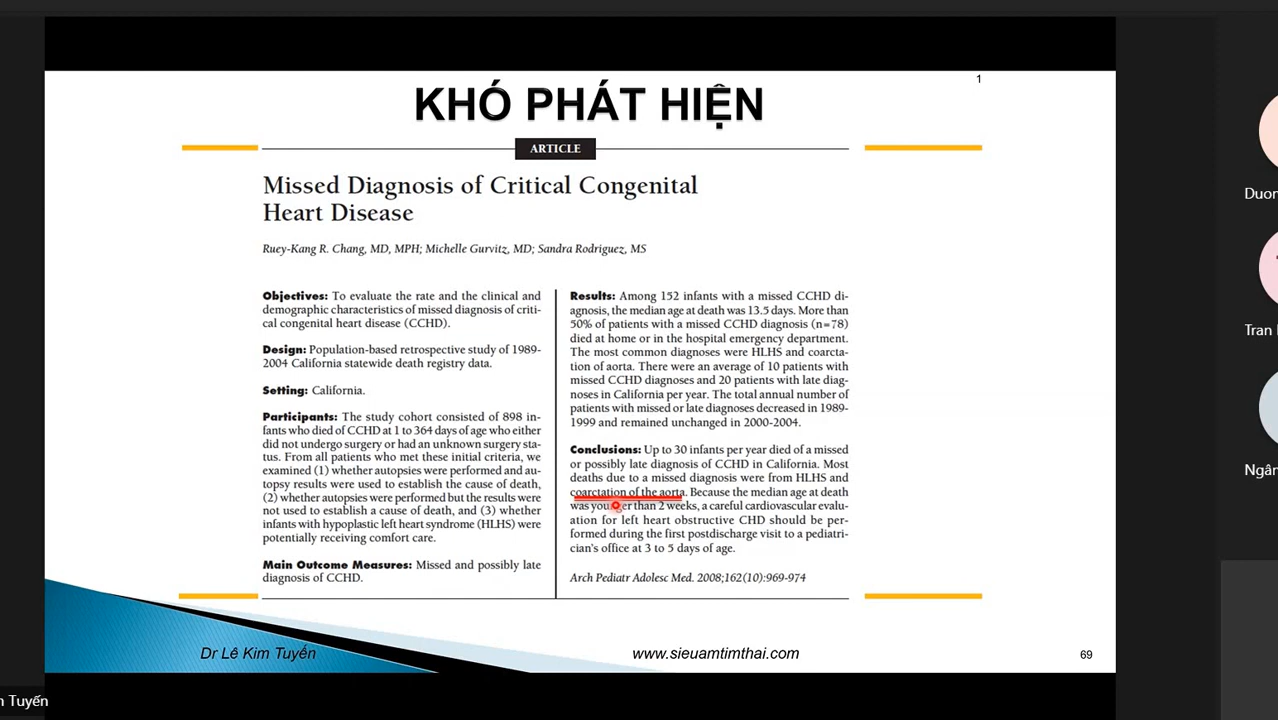 1
KHÓ PHÁT HIỆN
ARTICLE
Missed Diagnosis of Critical Congenital
Heart Disease
Ruey-Kang R. Chang, MD, MPH; Michelle Gurvitz, MD; Sandra Rodriguez, MS
Objectives: To evaluate the rate and the clinical and
demographic characteristics of missed diagnosis of criti-
cal congenital heart disease (CCHD).
Design: Population-based retrospective study of 1989-
2004 California statewide death registry data.
Setting: California.
Participants: The study cohort consisted of 898 in-
fants who died of CCHD at 1 to 364 days of age who either
did not undergo surgery or had an unknown surgery sta-
tus. From all patients who met these initial criteria, we
examined (1) whether autopsies were performed and au-
topsy results were used to establish the cause of death,
(2) whether autopsies were performed but the results were
not used to establish a cause of death, and (3) whether
infants with hypoplastic left heart syndrome (HLHS) were
potentially receiving comfort care.
Main Outcome Measures: Missed and possibly late
diagnosis of CCHD.
Results: Among 152 infants with a missed CCHD di-
agnosis, the median age at death was 13.5 days. More than
50% of patients with a missed CCHD diagnosis (n=78)
died at home or in the hospital emergency department.
The most common diagnoses were HLHS and coarcta-
tion of aorta. There were an average of 10 patients with
missed CCHD diagnoses and 20 patients with late diag-
noses in California per year. The total annual number of
patients with missed or late diagnoses decreased in 1989-
1999 and remained unchanged in 2000-2004.
Conclusions: Up to 30 infants per year died of a missed
or possibly late diagnosis of CCHD in California. Most
deaths due to a missed diagnosis were from HLHS and
coarctation of the aorta. Because the median age at death
was younger than 2 weeks, a careful cardiovascular evalu-
ation for left heart obstructive CHD should be per-
formed during the first postdischarge visit to a pediatri-
cian's office at 3 to 5 days of age.
Arch Pediatr Adolesc Med. 2008;162(10):969-974
Dr Lê Kim Tuyến
www.sieuamtimthai.com
69
Duon
Tran
Ngân
n Tuyến